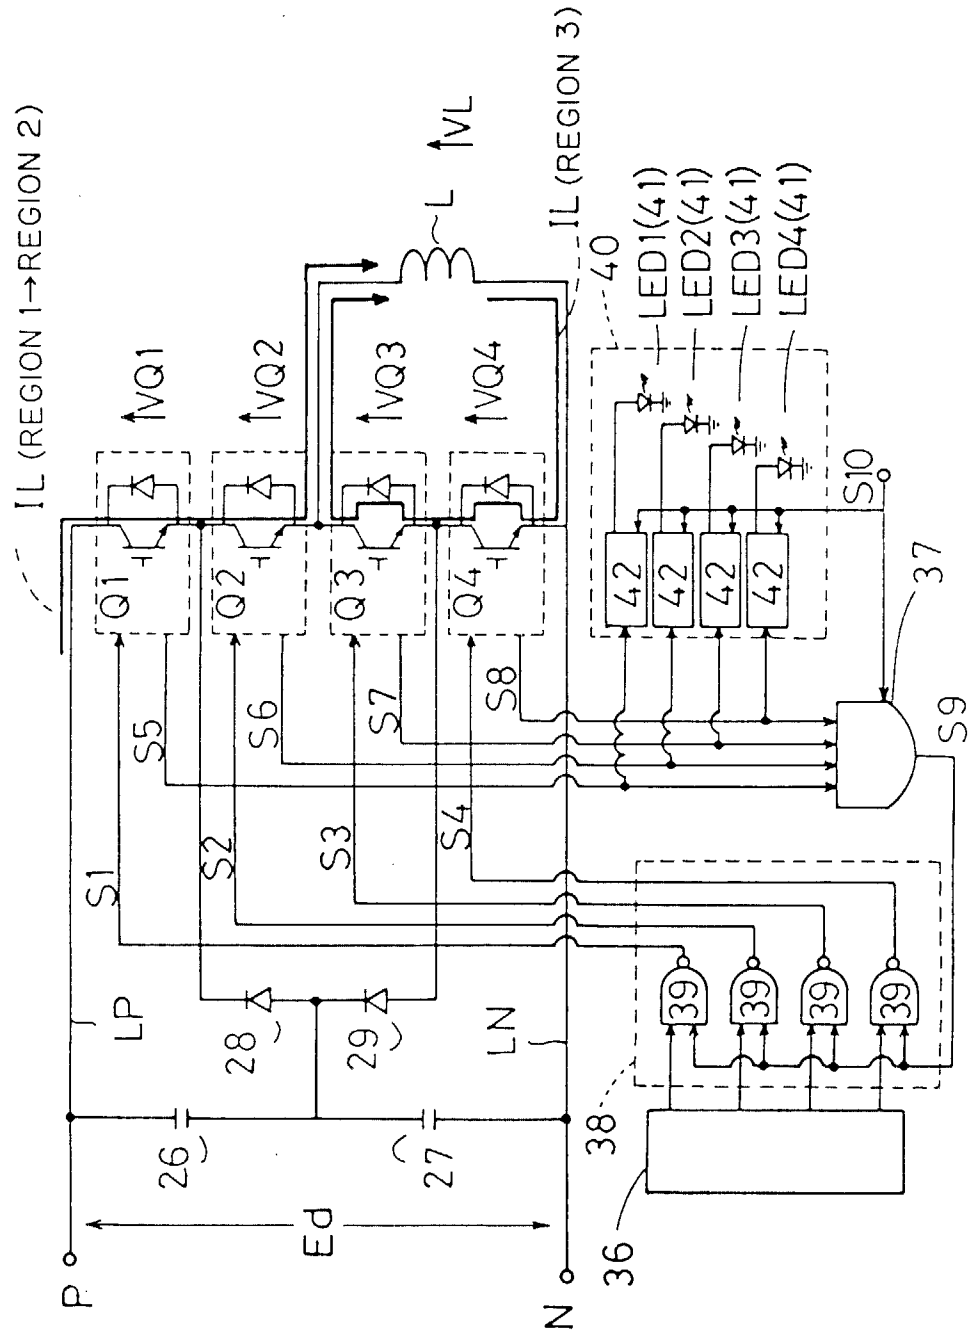 IL (REGION 1→REGION 2)
P
N
Ed
LP
LN
26
27
28
29
S1
S2
S3
S4
S5
S6
S7
S8
Q1
Q2
Q3
Q4
↑VQ1
↑VQ2
↑VQ3
↑VQ4
L
↑VL
IL (REGION 3)
36
38
39
39
39
39
37
S9
S10
40
42
42
42
42
LED1(41)
LED2(41)
LED3(41)
LED4(41)